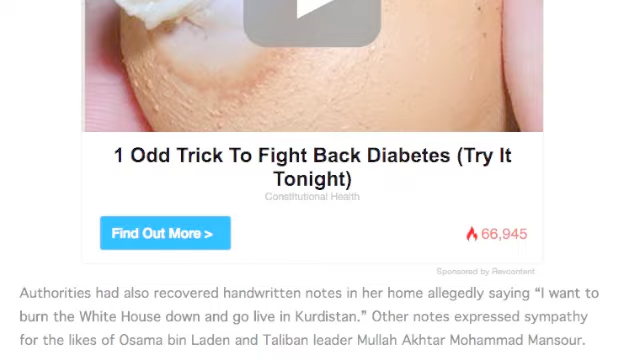 1 Odd Trick To Fight Back Diabetes (Try It
Tonight)
Constitutional Health
Find Out More >
66,945
Sponsored by Revcontent
Authorities had also recovered handwritten notes in her home allegedly saying “I want to
burn the White House down and go live in Kurdistan.” Other notes expressed sympathy
for the likes of Osama bin Laden and Taliban leader Mullah Akhtar Mohammad Mansour.